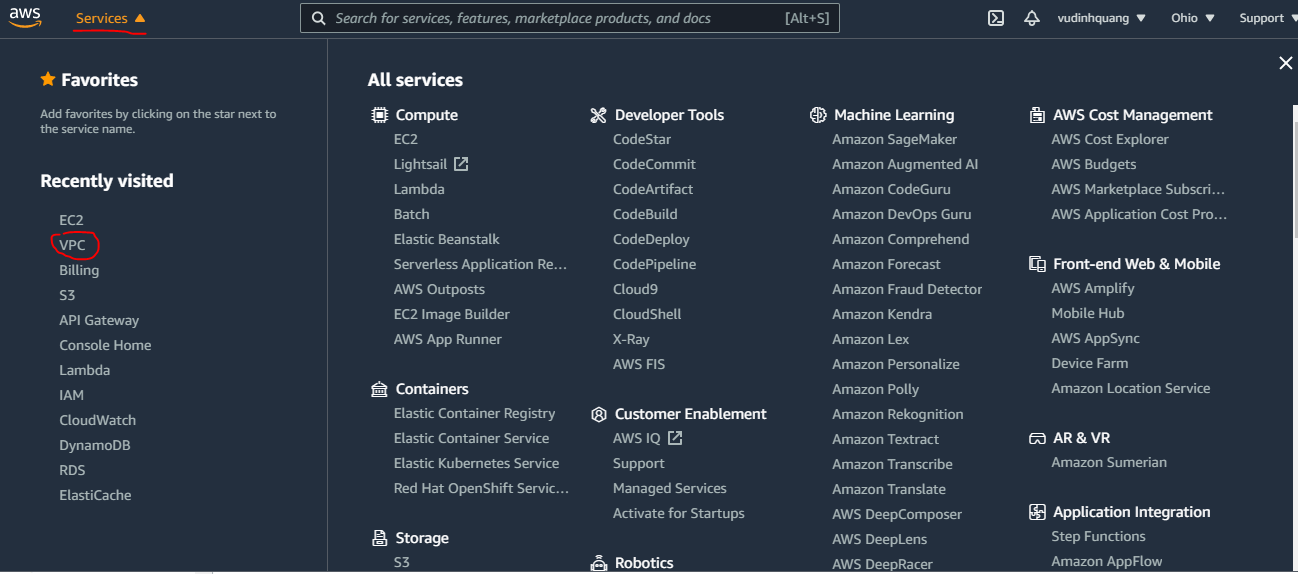 aws
Services
Search for services, features, marketplace products, and docs
[Alt+S]
vudinhquang
Ohio
Support
Favorites
Add favorites by clicking on the star next to
the service name.
Recently visited
EC2
VPC
Billing
S3
API Gateway
Console Home
Lambda
IAM
CloudWatch
DynamoDB
RDS
ElastiCache
All services
Compute
EC2
Lightsail
Lambda
Batch
Elastic Beanstalk
Serverless Application Re...
AWS Outposts
EC2 Image Builder
AWS App Runner
Containers
Elastic Container Registry
Elastic Container Service
Elastic Kubernetes Service
Red Hat OpenShift Servic...
Storage
S3
Developer Tools
CodeStar
CodeCommit
CodeArtifact
CodeBuild
CodeDeploy
CodePipeline
Cloud9
CloudShell
X-Ray
AWS FIS
Customer Enablement
AWS IQ
Support
Managed Services
Activate for Startups
Robotics
Machine Learning
Amazon SageMaker
Amazon Augmented AI
Amazon CodeGuru
Amazon DevOps Guru
Amazon Comprehend
Amazon Forecast
Amazon Fraud Detector
Amazon Kendra
Amazon Lex
Amazon Personalize
Amazon Polly
Amazon Rekognition
Amazon Textract
Amazon Transcribe
Amazon Translate
AWS DeepComposer
AWS DeepLens
AWS DeepRacer
AWS Cost Management
AWS Cost Explorer
AWS Budgets
AWS Marketplace Subscri...
AWS Application Cost Pro...
Front-end Web & Mobile
AWS Amplify
Mobile Hub
AWS AppSync
Device Farm
Amazon Location Service
AR & VR
Amazon Sumerian
Application Integration
Step Functions
Amazon AppFlow